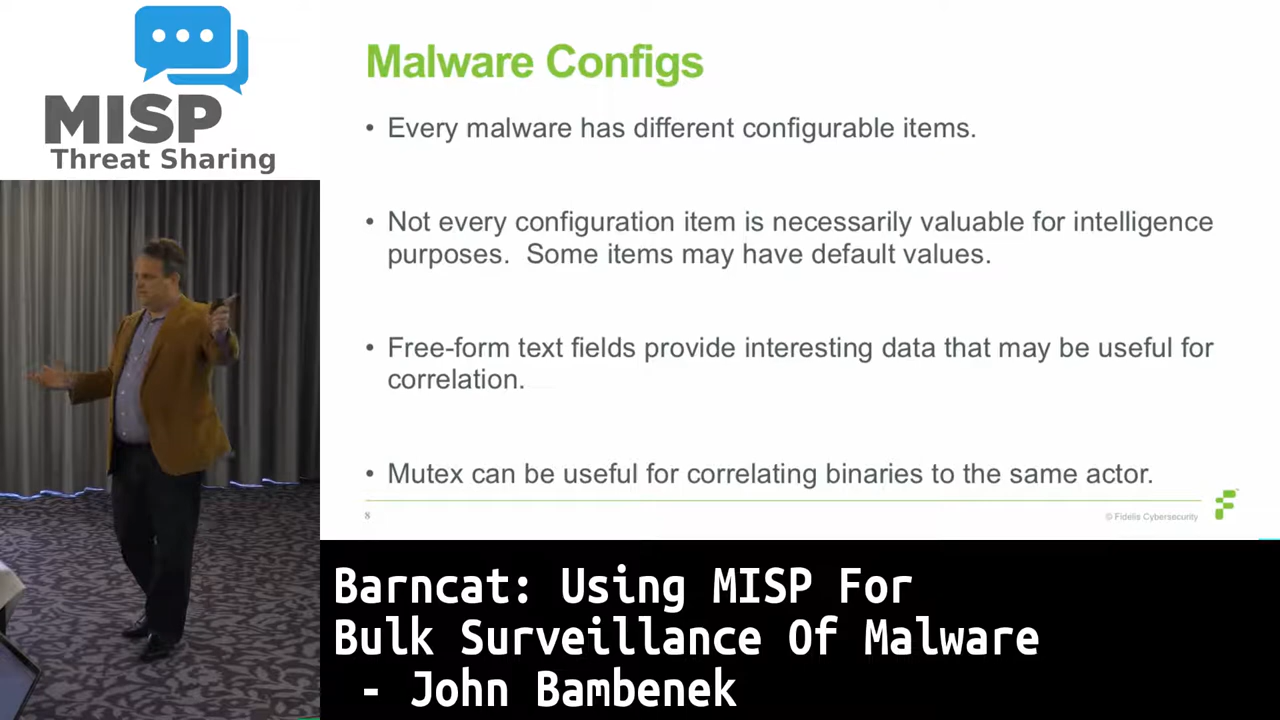 MISP
Threat Sharing
Malware Configs
• Every malware has different configurable items.
• Not every configuration item is necessarily valuable for intelligence
purposes.  Some items may have default values.
• Free-form text fields provide interesting data that may be useful for
correlation.
• Mutex can be useful for correlating binaries to the same actor.
8
© Fidelis Cybersecurity
Barncat: Using MISP For
Bulk Surveillance Of Malware
- John Bambenek